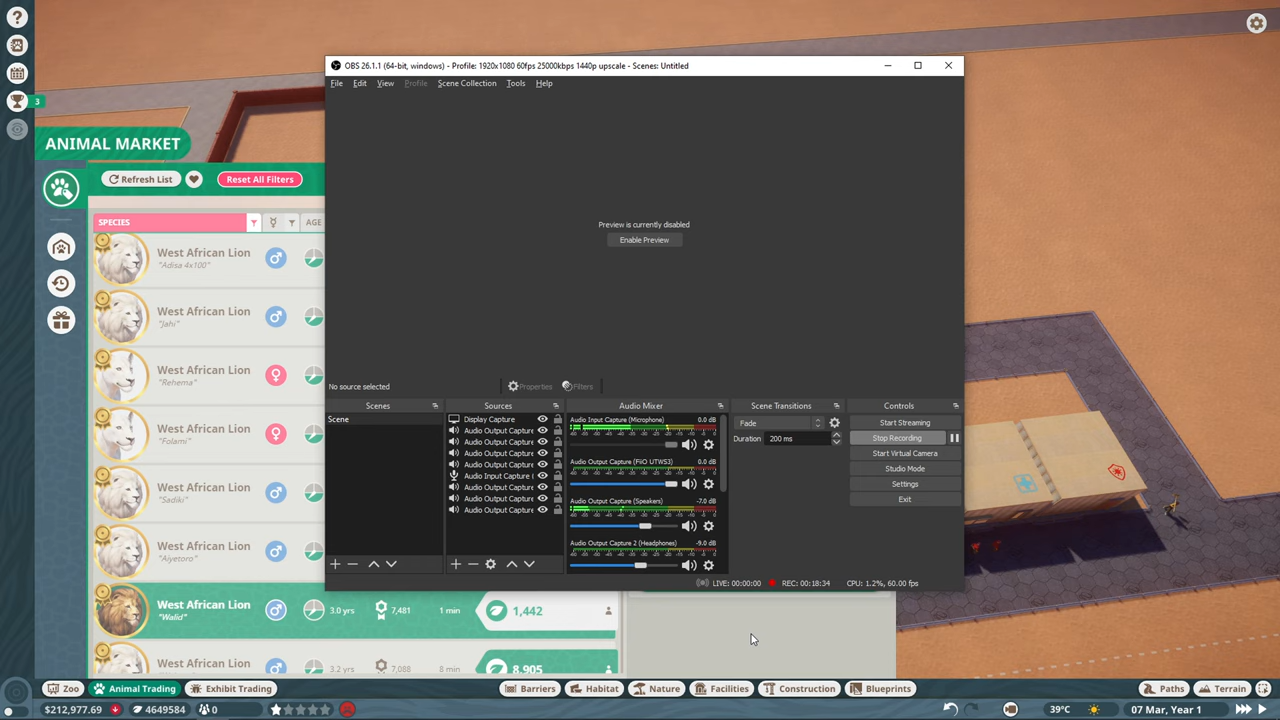 3
ANIMAL MARKET
Refresh List
Reset All Filters
SPECIES
AGE
West African Lion
"Adisa 4x100"
West African Lion
"Jahi"
West African Lion
"Rehema"
West African Lion
"Folami"
West African Lion
"Sadiki"
West African Lion
"Aiyetoro"
West African Lion
"Walid"
3.0 yrs
7,481
1 min
1,442
West African Lion
3.2 yrs
7,088
8 min
8,905
OBS 26.1.1 (64-bit, windows) - Profile: 1920x1080 60fps 25000kbps 1440p upscale - Scenes: Untitled
File Edit View Profile Scene Collection Tools Help
Preview is currently disabled
Enable Preview
No source selected
Properties
Filters
Scenes
Scene
Sources
Display Capture
Audio Output Capture
Audio Output Capture
Audio Output Capture
Audio Output Capture
Audio Input Capture (
Audio Output Capture
Audio Output Capture
Audio Output Capture
Audio Mixer
Audio Input Capture (Microphone) 0.0 dB
Audio Output Capture (FiiO UTWS3) 0.0 dB
Audio Output Capture (Speakers) -7.0 dB
Audio Output Capture 2 (Headphones) -9.0 dB
Scene Transitions
Fade
Duration 200 ms
Controls
Start Streaming
Stop Recording
Start Virtual Camera
Studio Mode
Settings
Exit
LIVE: 00:00:00 REC: 00:18:34 CPU: 1.2%, 60.00 fps
Zoo
Animal Trading
Exhibit Trading
Barriers
Habitat
Nature
Facilities
Construction
Blueprints
Paths
Terrain
$212,977.69
4649584
0
39°C
07 Mar, Year 1